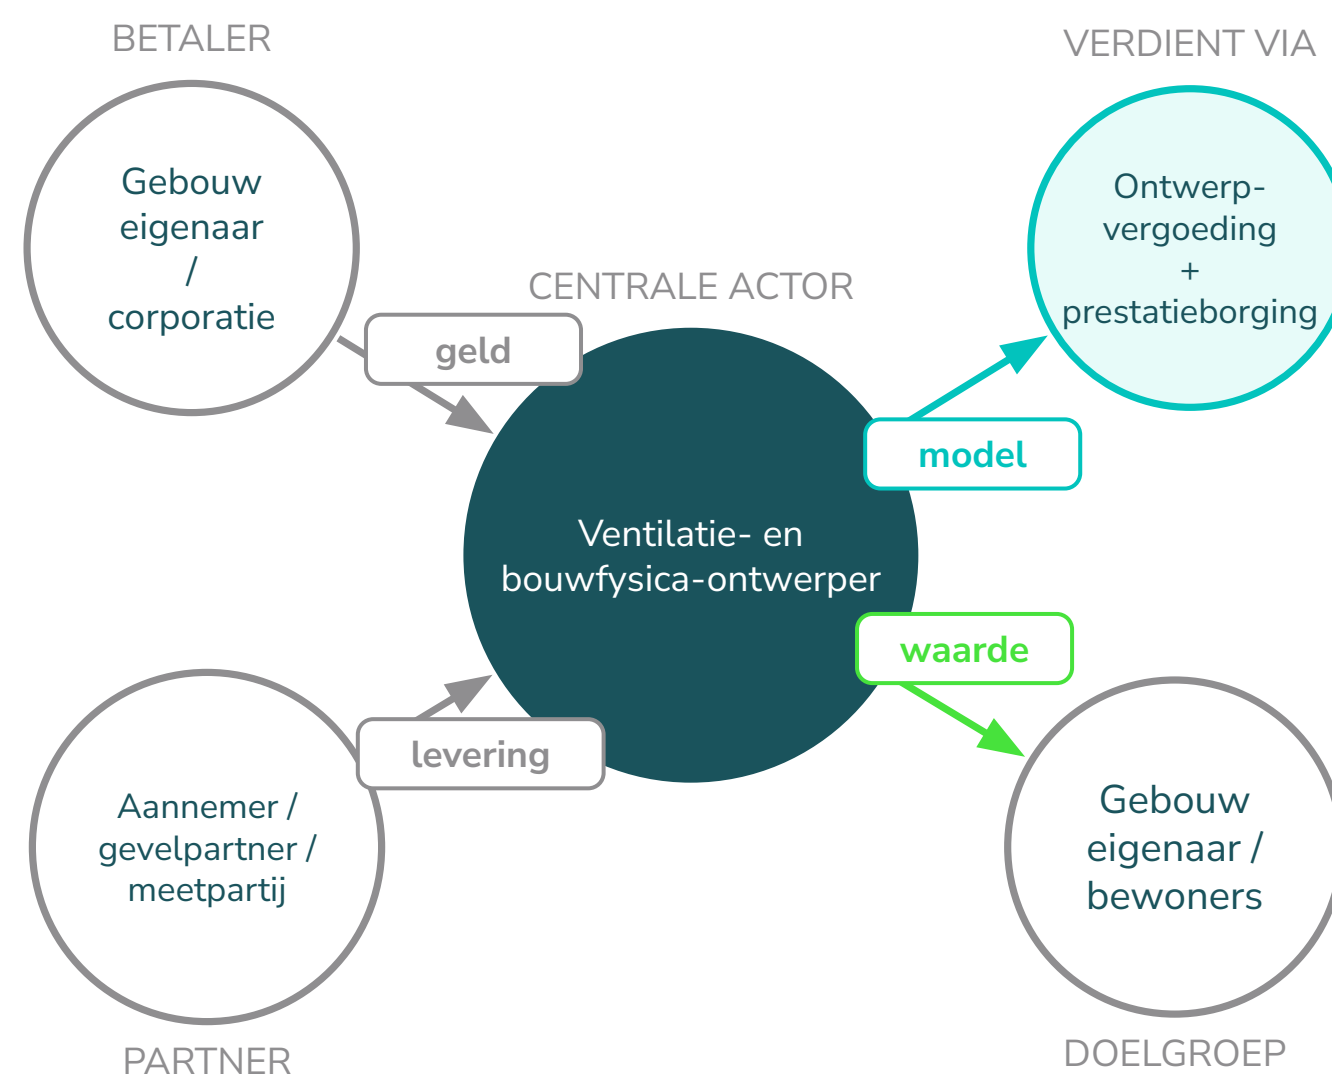 BETALER
VERDIENT VIA
Gebouw
eigenaar
/
corporatie
Ontwerp-
vergoeding
+
prestatieborging
CENTRALE ACTOR
geld
model
Ventilatie- en
bouwfysica-ontwerper
waarde
levering
Aannemer /
gevelpartner /
meetpartij
Gebouw
eigenaar /
bewoners
PARTNER
DOELGROEP